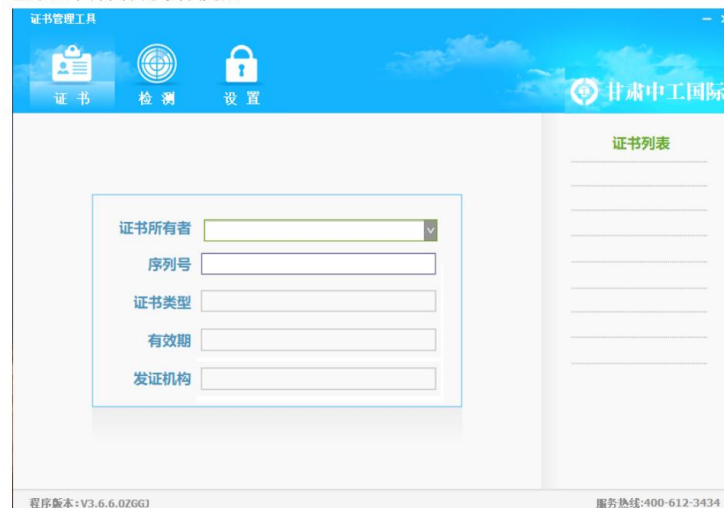 证书管理工具
证书
检测
设置
甘肃中工国际
证书列表
证书所有者
序列号
证书类型
有效期
发证机构
程序版本:V3.6.6.0ZGGJ
服务热线:400-612-3434